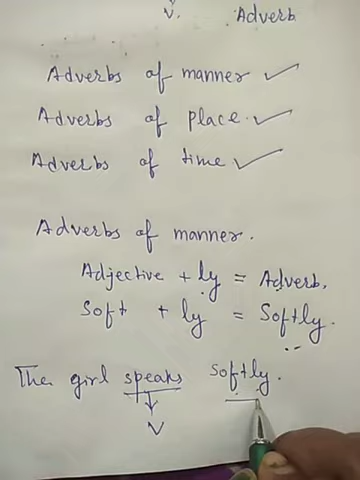 V. Adverb
Adverbs of manner ✓
Adverbs of place. ✓
Adverbs of time ✓
Adverbs of manner.
Adjective + ly = Adverb.
Soft + ly = Softly.
The girl speaks softly.
V